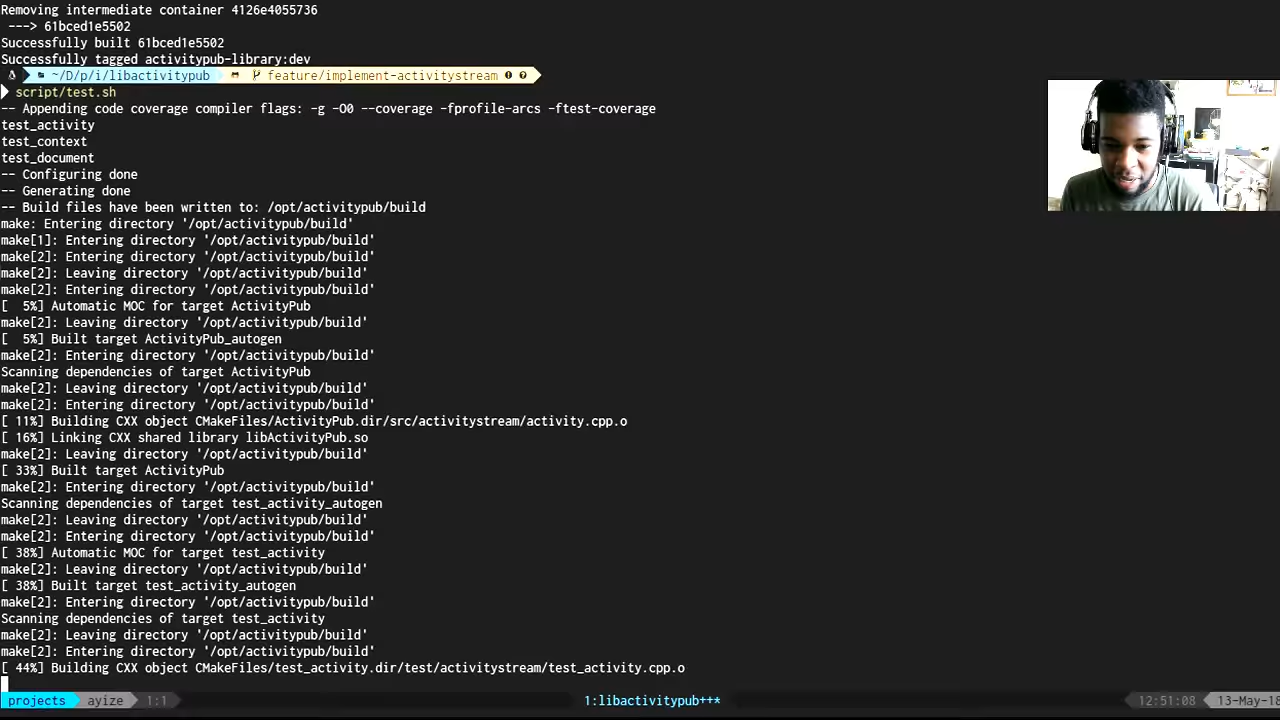 Removing intermediate container 4126e4055736
 ---> 61bced1e5502
Successfully built 61bced1e5502
Successfully tagged activitypub-library:dev
~/D/p/i/libactivitypub feature/implement-activitystream
script/test.sh
-- Appending code coverage compiler flags: -g -O0 --coverage -fprofile-arcs -ftest-coverage
test_activity
test_context
test_document
-- Configuring done
-- Generating done
-- Build files have been written to: /opt/activitypub/build
make: Entering directory '/opt/activitypub/build'
make[1]: Entering directory '/opt/activitypub/build'
make[2]: Entering directory '/opt/activitypub/build'
make[2]: Leaving directory '/opt/activitypub/build'
make[2]: Entering directory '/opt/activitypub/build'
[  5%] Automatic MOC for target ActivityPub
make[2]: Leaving directory '/opt/activitypub/build'
[  5%] Built target ActivityPub_autogen
make[2]: Entering directory '/opt/activitypub/build'
Scanning dependencies of target ActivityPub
make[2]: Leaving directory '/opt/activitypub/build'
make[2]: Entering directory '/opt/activitypub/build'
[ 11%] Building CXX object CMakeFiles/ActivityPub.dir/src/activitystream/activity.cpp.o
[ 16%] Linking CXX shared library libActivityPub.so
make[2]: Leaving directory '/opt/activitypub/build'
[ 33%] Built target ActivityPub
make[2]: Entering directory '/opt/activitypub/build'
Scanning dependencies of target test_activity_autogen
make[2]: Leaving directory '/opt/activitypub/build'
make[2]: Entering directory '/opt/activitypub/build'
[ 38%] Automatic MOC for target test_activity
make[2]: Leaving directory '/opt/activitypub/build'
[ 38%] Built target test_activity_autogen
make[2]: Entering directory '/opt/activitypub/build'
Scanning dependencies of target test_activity
make[2]: Leaving directory '/opt/activitypub/build'
make[2]: Entering directory '/opt/activitypub/build'
[ 44%] Building CXX object CMakeFiles/test_activity.dir/test/activitystream/test_activity.cpp.o
projects ayize 1:1 1:libactivitypub+++* 12:51:08 13-May-18